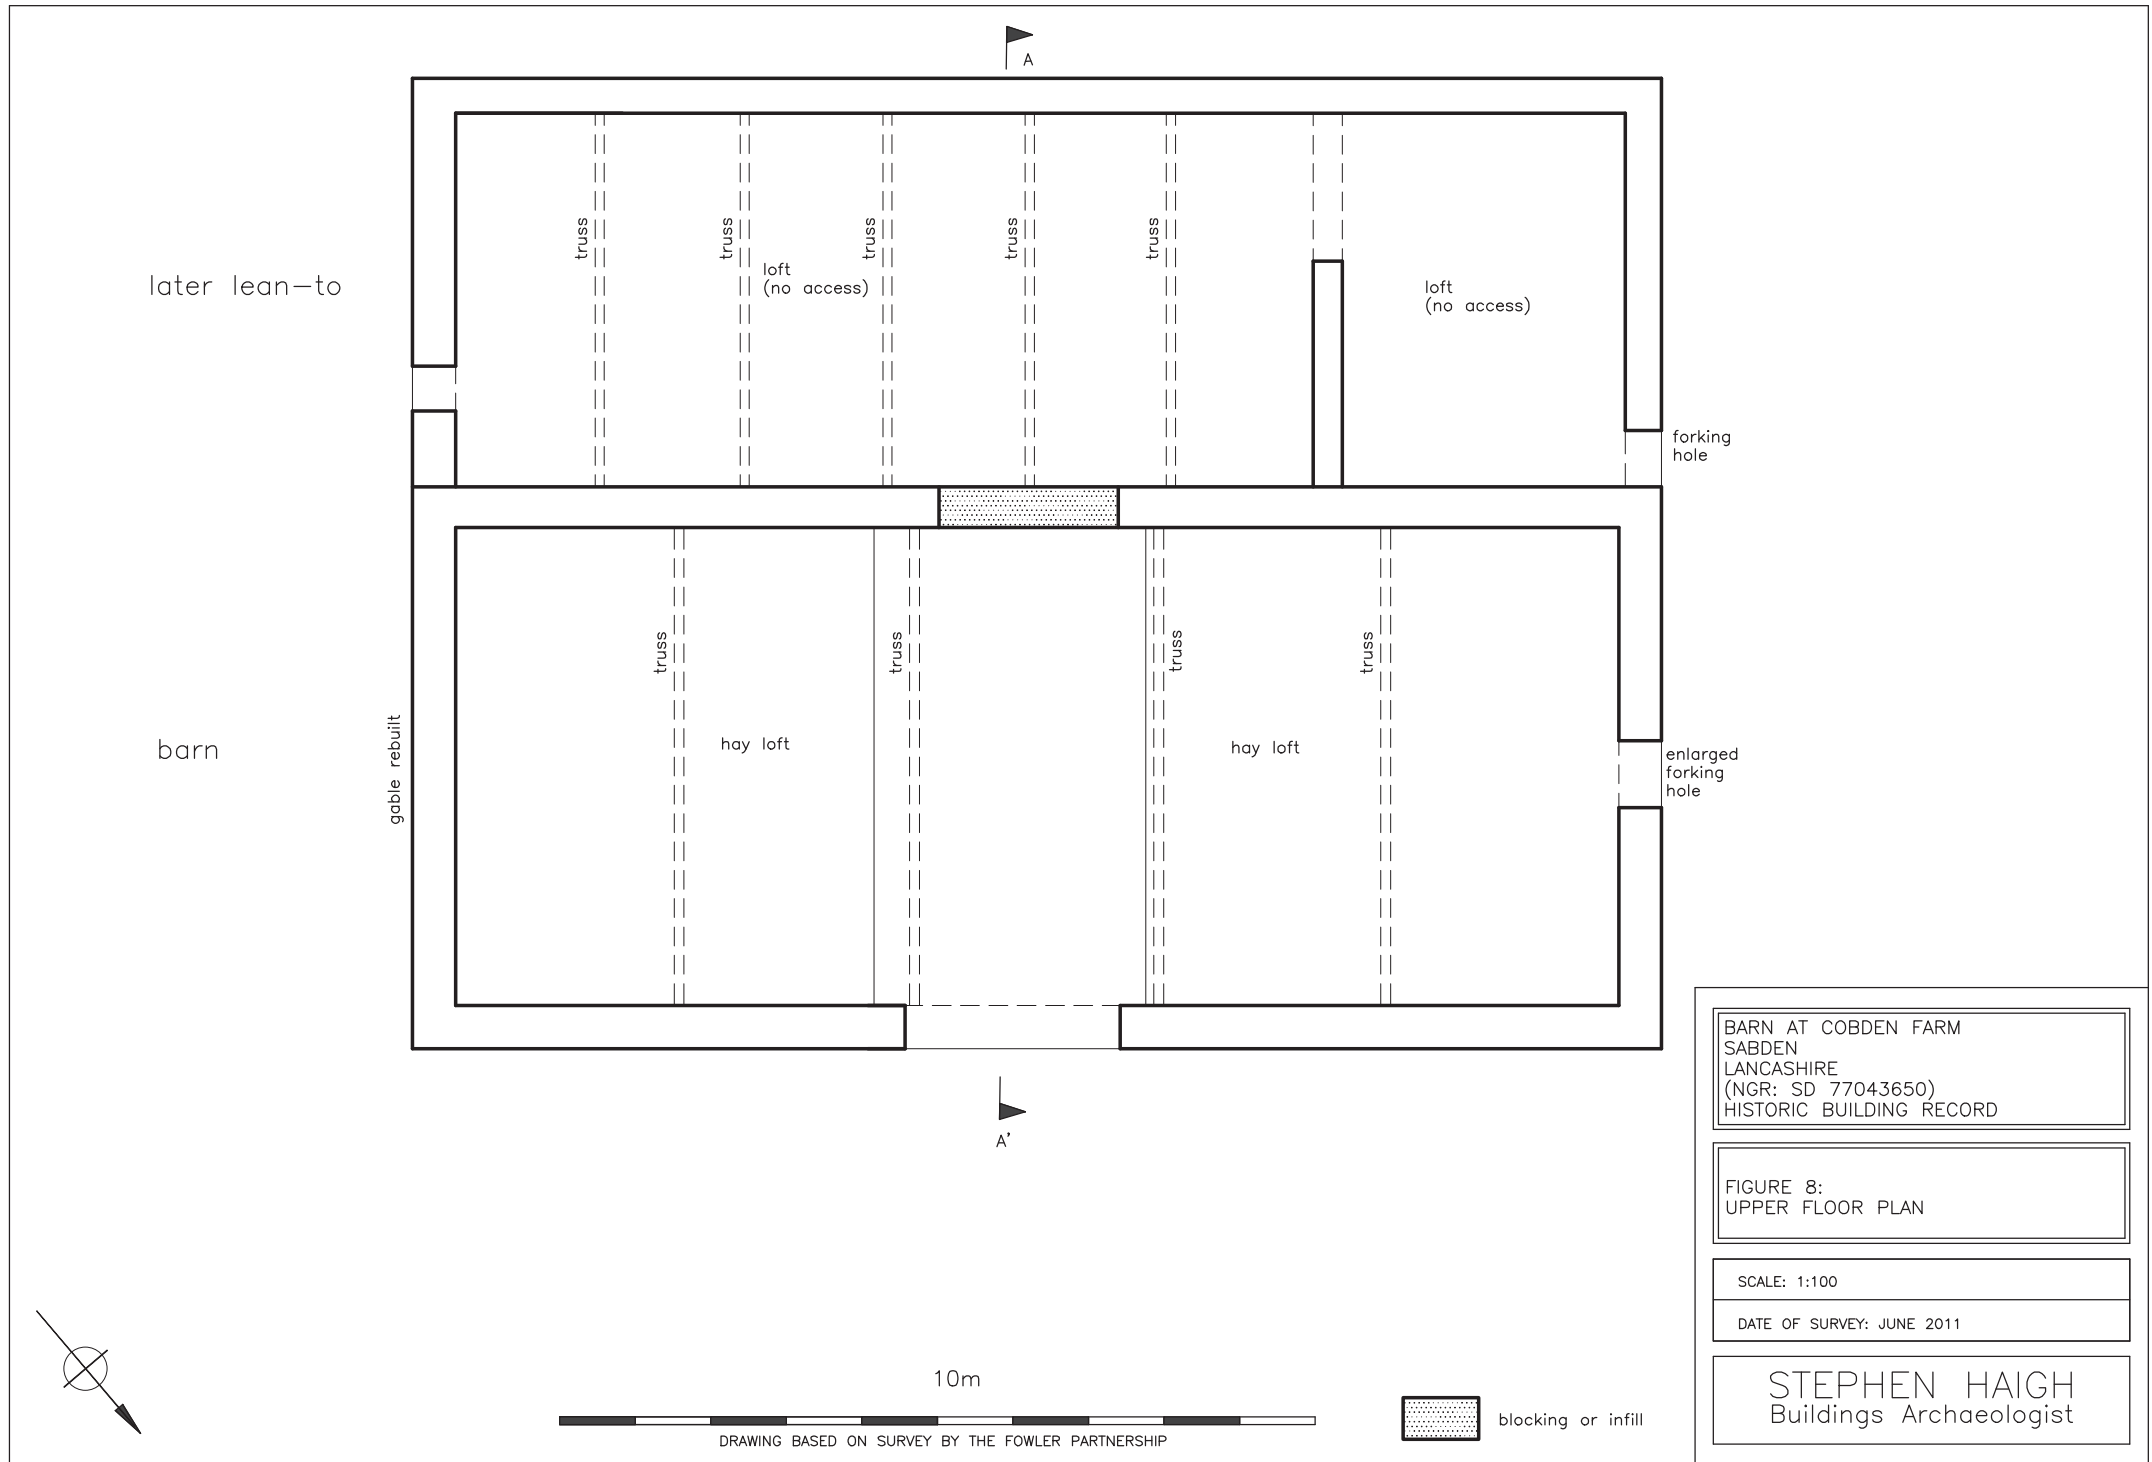 A
truss
truss
truss
truss
truss
loft
(no access)
loft
(no access)
later lean-to
forking
hole
truss
truss
truss
truss
hay loft
hay loft
barn
gable rebuilt
enlarged
forking
hole
A'
BARN AT COBDEN FARM
SABDEN
LANCASHIRE
(NGR: SD 77043650)
HISTORIC BUILDING RECORD
FIGURE 8:
UPPER FLOOR PLAN
SCALE: 1:100
DATE OF SURVEY: JUNE 2011
STEPHEN HAIGH
Buildings Archaeologist
10m
DRAWING BASED ON SURVEY BY THE FOWLER PARTNERSHIP
blocking or infill